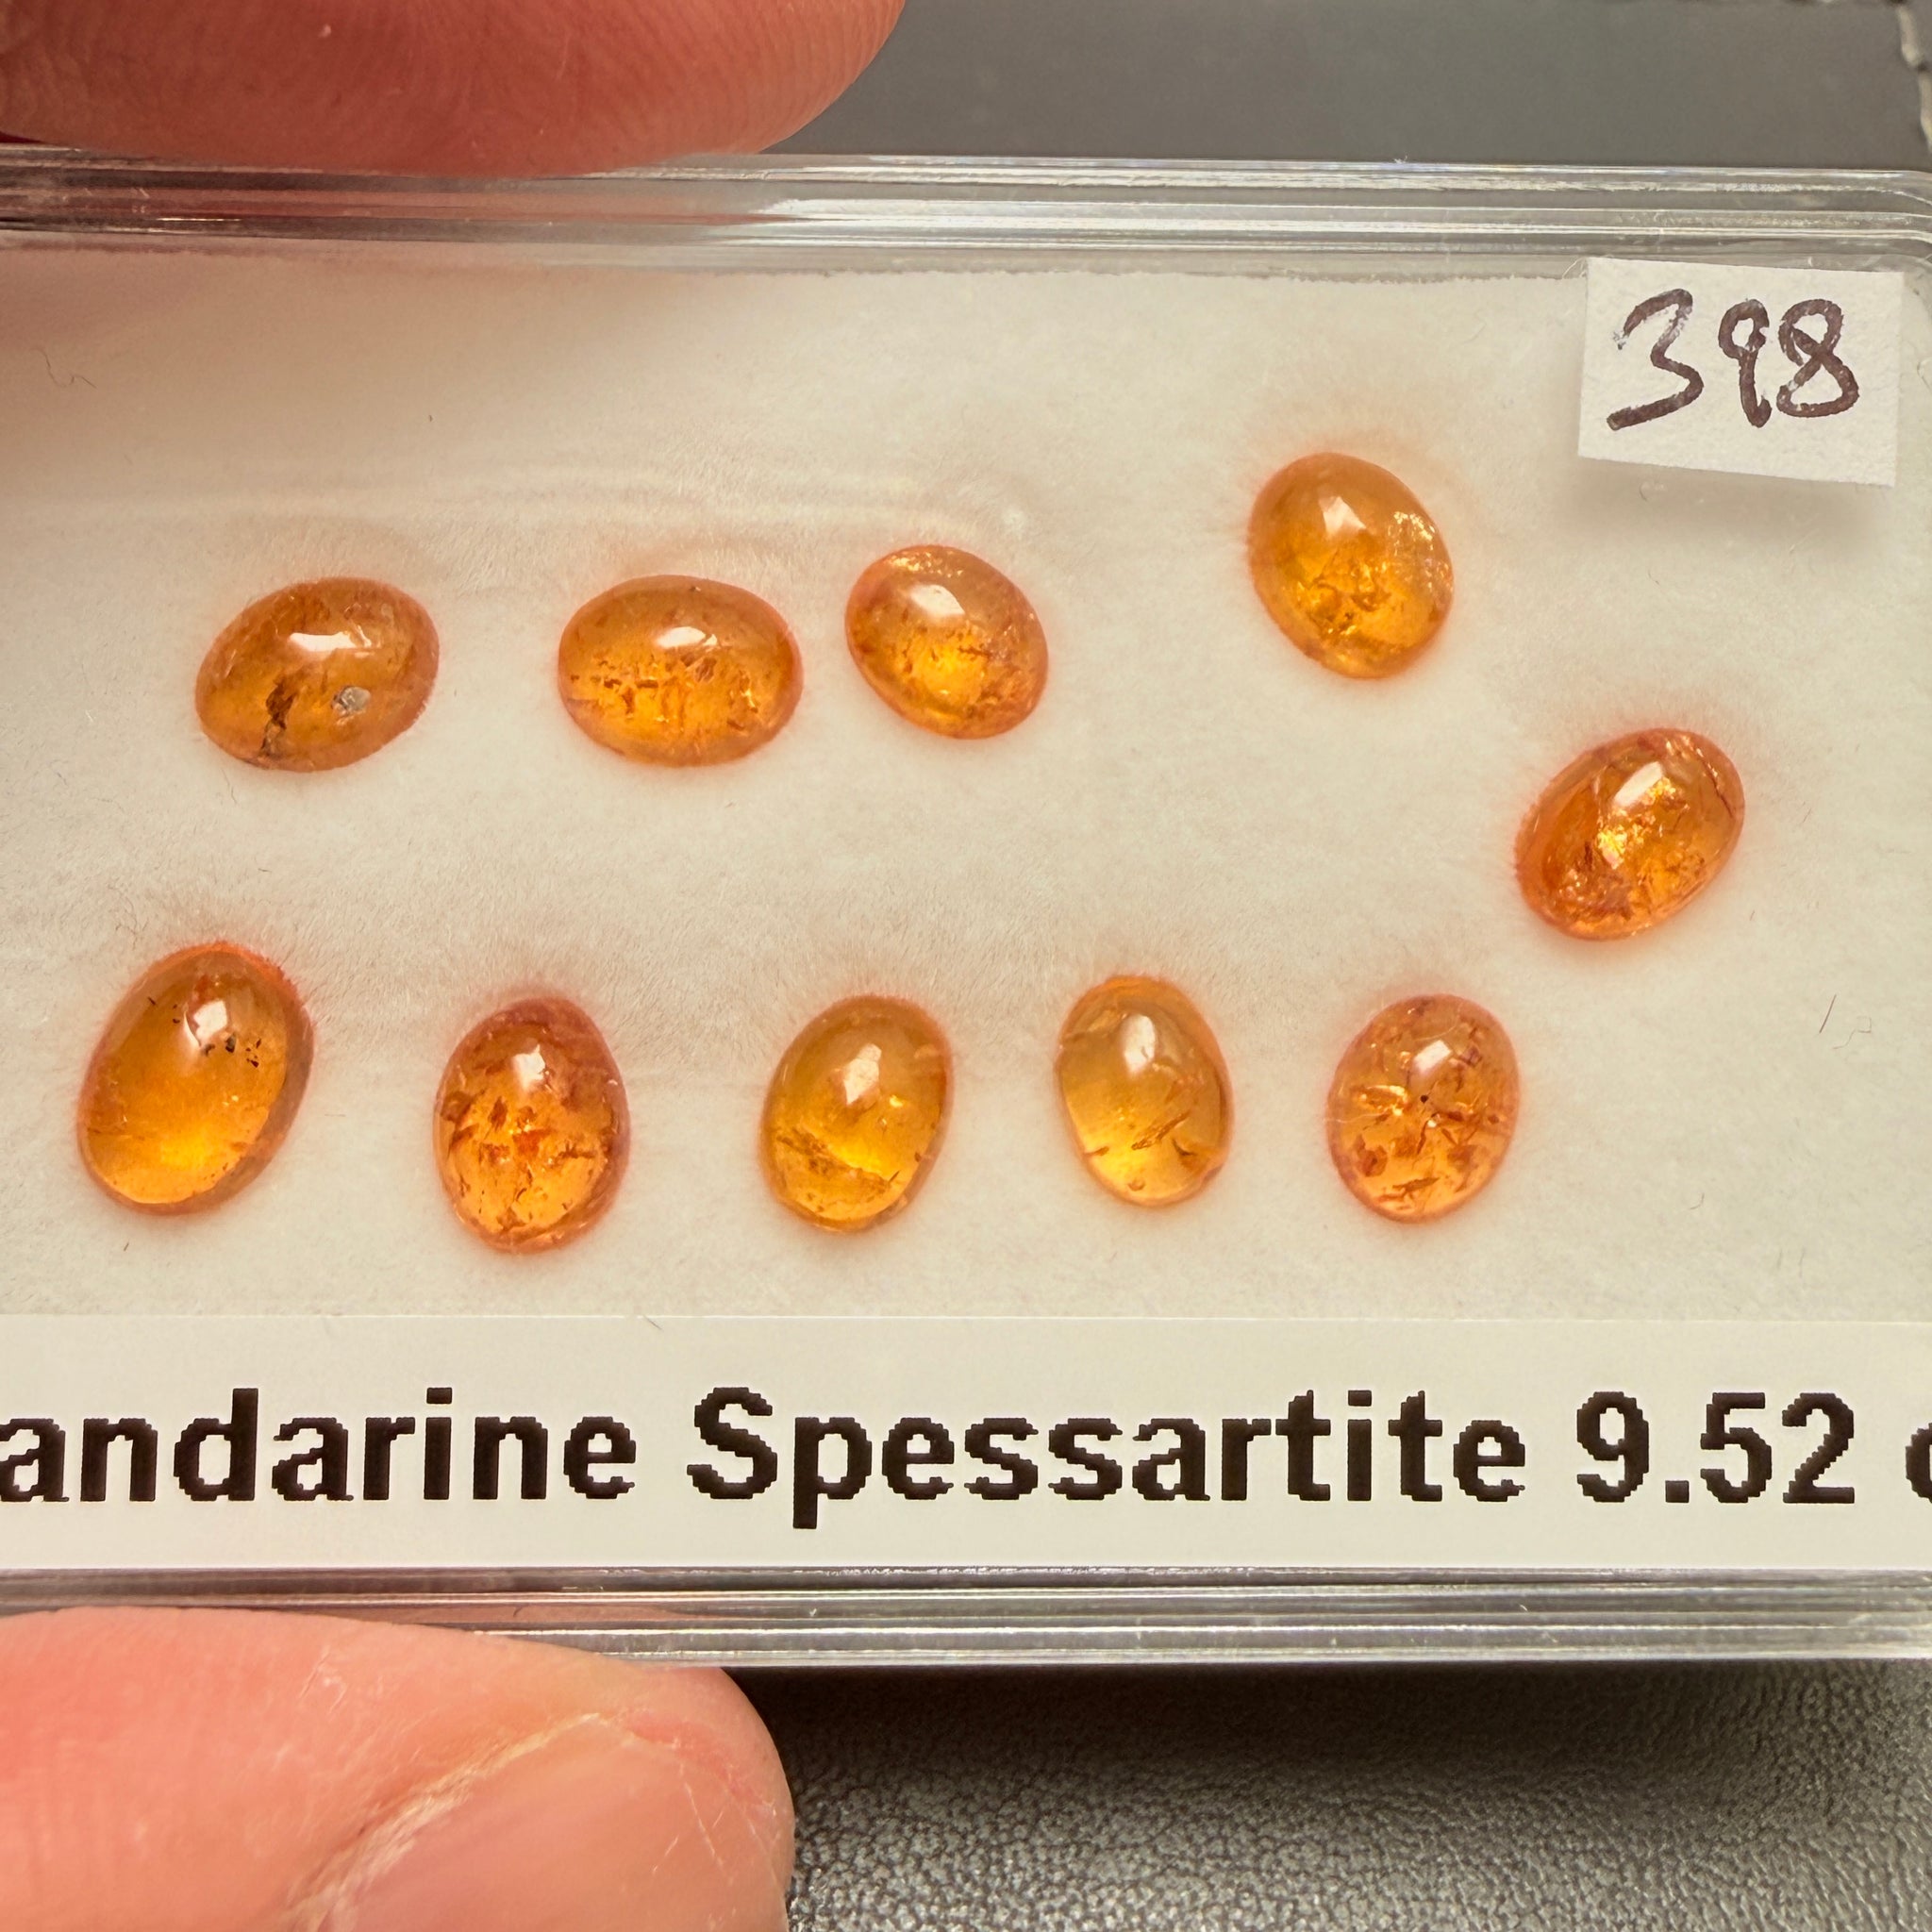 398
andarine Spessartite 9.52 c